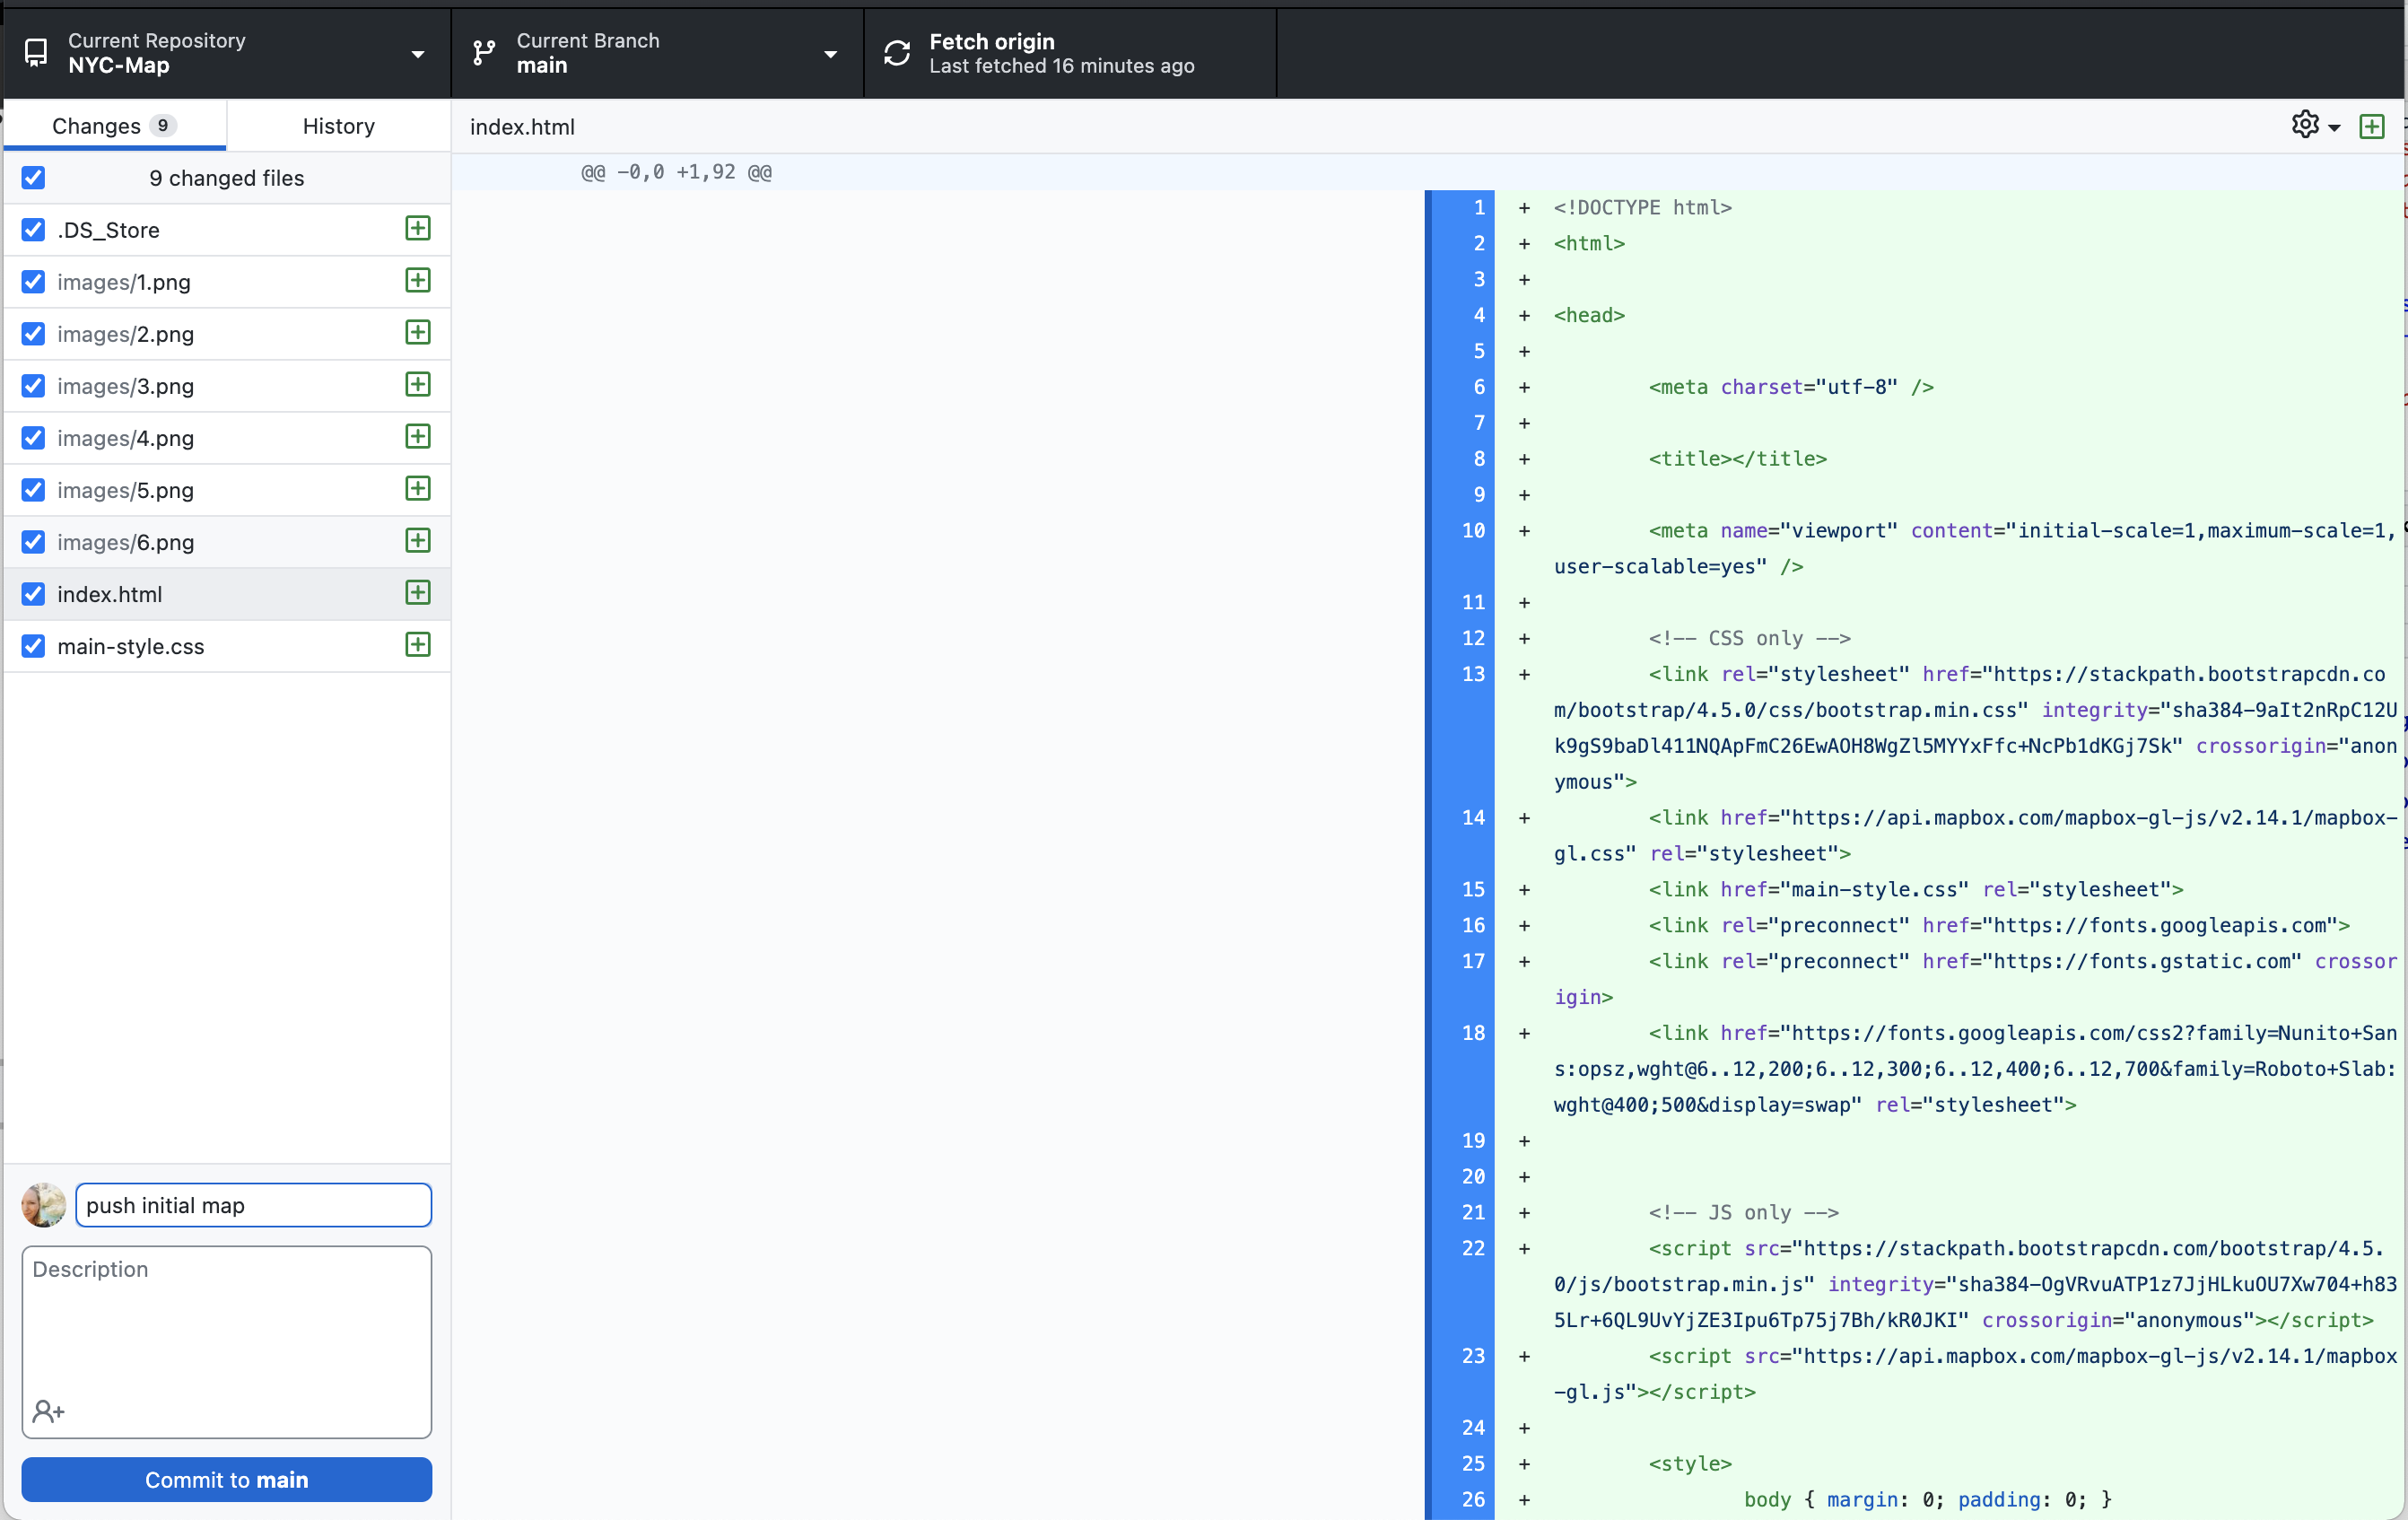 Current Repository
NYC-Map
Current Branch
main
Fetch origin
Last fetched 16 minutes ago
Changes 9
History
index.html
9 changed files
.DS_Store
images/1.png
images/2.png
images/3.png
images/4.png
images/5.png
images/6.png
index.html
main-style.css
push initial map
Description
Commit to main
@@ -0,0 +1,92 @@
1 + <!DOCTYPE html>
2 + <html>
3 +
4 + <head>
5 +
6 + <meta charset="utf-8" />
7 +
8 + <title></title>
9 +
10 + <meta name="viewport" content="initial-scale=1,maximum-scale=1,
user-scalable=yes" />
11 +
12 + <!-- CSS only -->
13 + <link rel="stylesheet" href="https://stackpath.bootstrapcdn.co
m/bootstrap/4.5.0/css/bootstrap.min.css" integrity="sha384-9aIt2nRpC12U
k9gS9baDl411NQApFmC26EwAOH8WgZl5MYYxFfc+NcPb1dKGj7Sk" crossorigin="anon
ymous">
14 + <link href="https://api.mapbox.com/mapbox-gl-js/v2.14.1/mapbox-
gl.css" rel="stylesheet">
15 + <link href="main-style.css" rel="stylesheet">
16 + <link rel="preconnect" href="https://fonts.googleapis.com">
17 + <link rel="preconnect" href="https://fonts.gstatic.com" crossor
igin>
18 + <link href="https://fonts.googleapis.com/css2?family=Nunito+San
s:opsz,wght@6..12,200;6..12,300;6..12,400;6..12,700&family=Roboto+Slab:
wght@400;500&display=swap" rel="stylesheet">
19 +
20 +
21 + <!-- JS only -->
22 + <script src="https://stackpath.bootstrapcdn.com/bootstrap/4.5.
0/js/bootstrap.min.js" integrity="sha384-OgVRvuATP1z7JjHLkuOU7Xw704+h83
5Lr+6QL9UvYjZE3Ipu6Tp75j7Bh/kR0JKI" crossorigin="anonymous"></script>
23 + <script src="https://api.mapbox.com/mapbox-gl-js/v2.14.1/mapbox
-gl.js"></script>
24 +
25 + <style>
26 + body { margin: 0; padding: 0; }